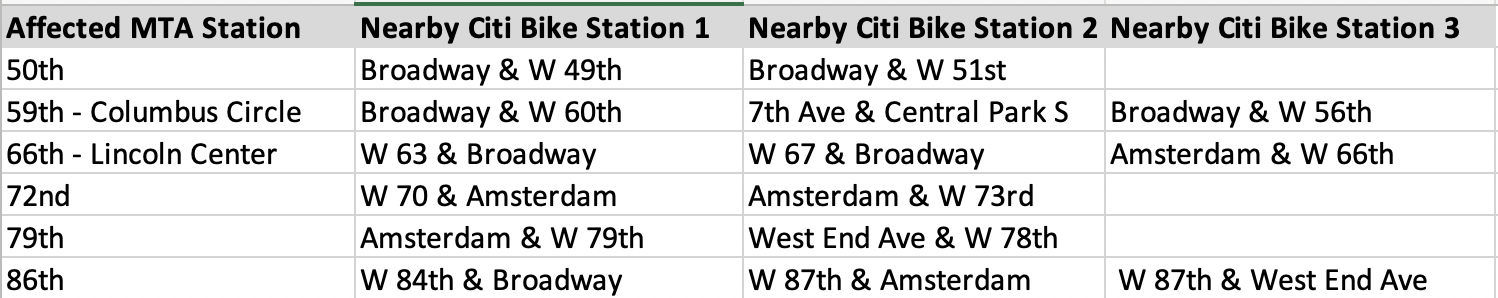 Affected MTA Station Nearby Citi Bike Station 1 Nearby Citi Bike Station 2 Nearby Citi Bike Station 3
50th Broadway & W 49th Broadway & W 51st
59th - Columbus Circle Broadway & W 60th 7th Ave & Central Park S Broadway & W 56th
66th - Lincoln Center W 63 & Broadway W 67 & Broadway Amsterdam & W 66th
72nd W 70 & Amsterdam Amsterdam & W 73rd
79th Amsterdam & W 79th West End Ave & W 78th
86th W 84th & Broadway W 87th & Amsterdam W 87th & West End Ave